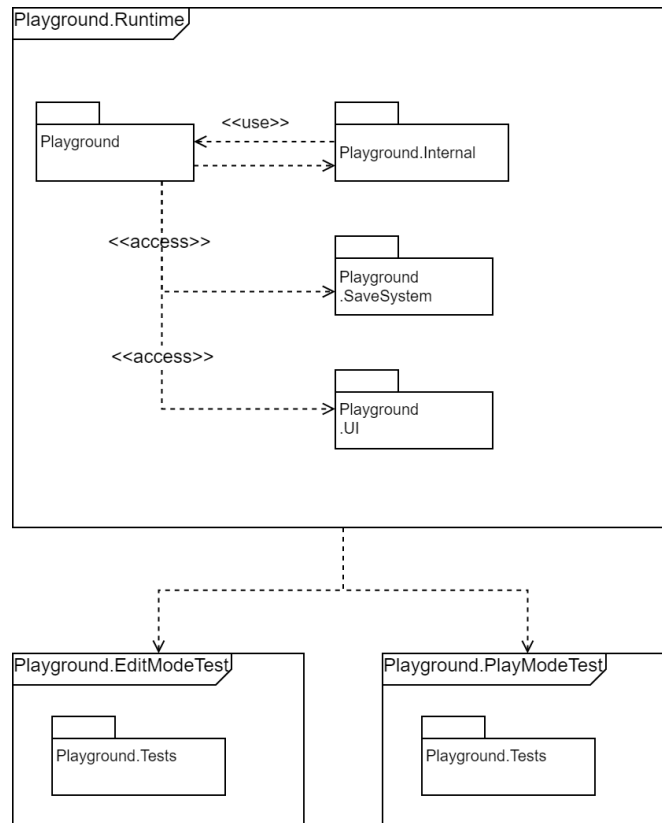 Playground.Runtime
Playground
<<use>>
Playground.Internal
<<access>>
Playground
.SaveSystem
<<access>>
Playground
.UI
Playground.EditModeTest
Playground.PlayModeTest
Playground.Tests
Playground.Tests